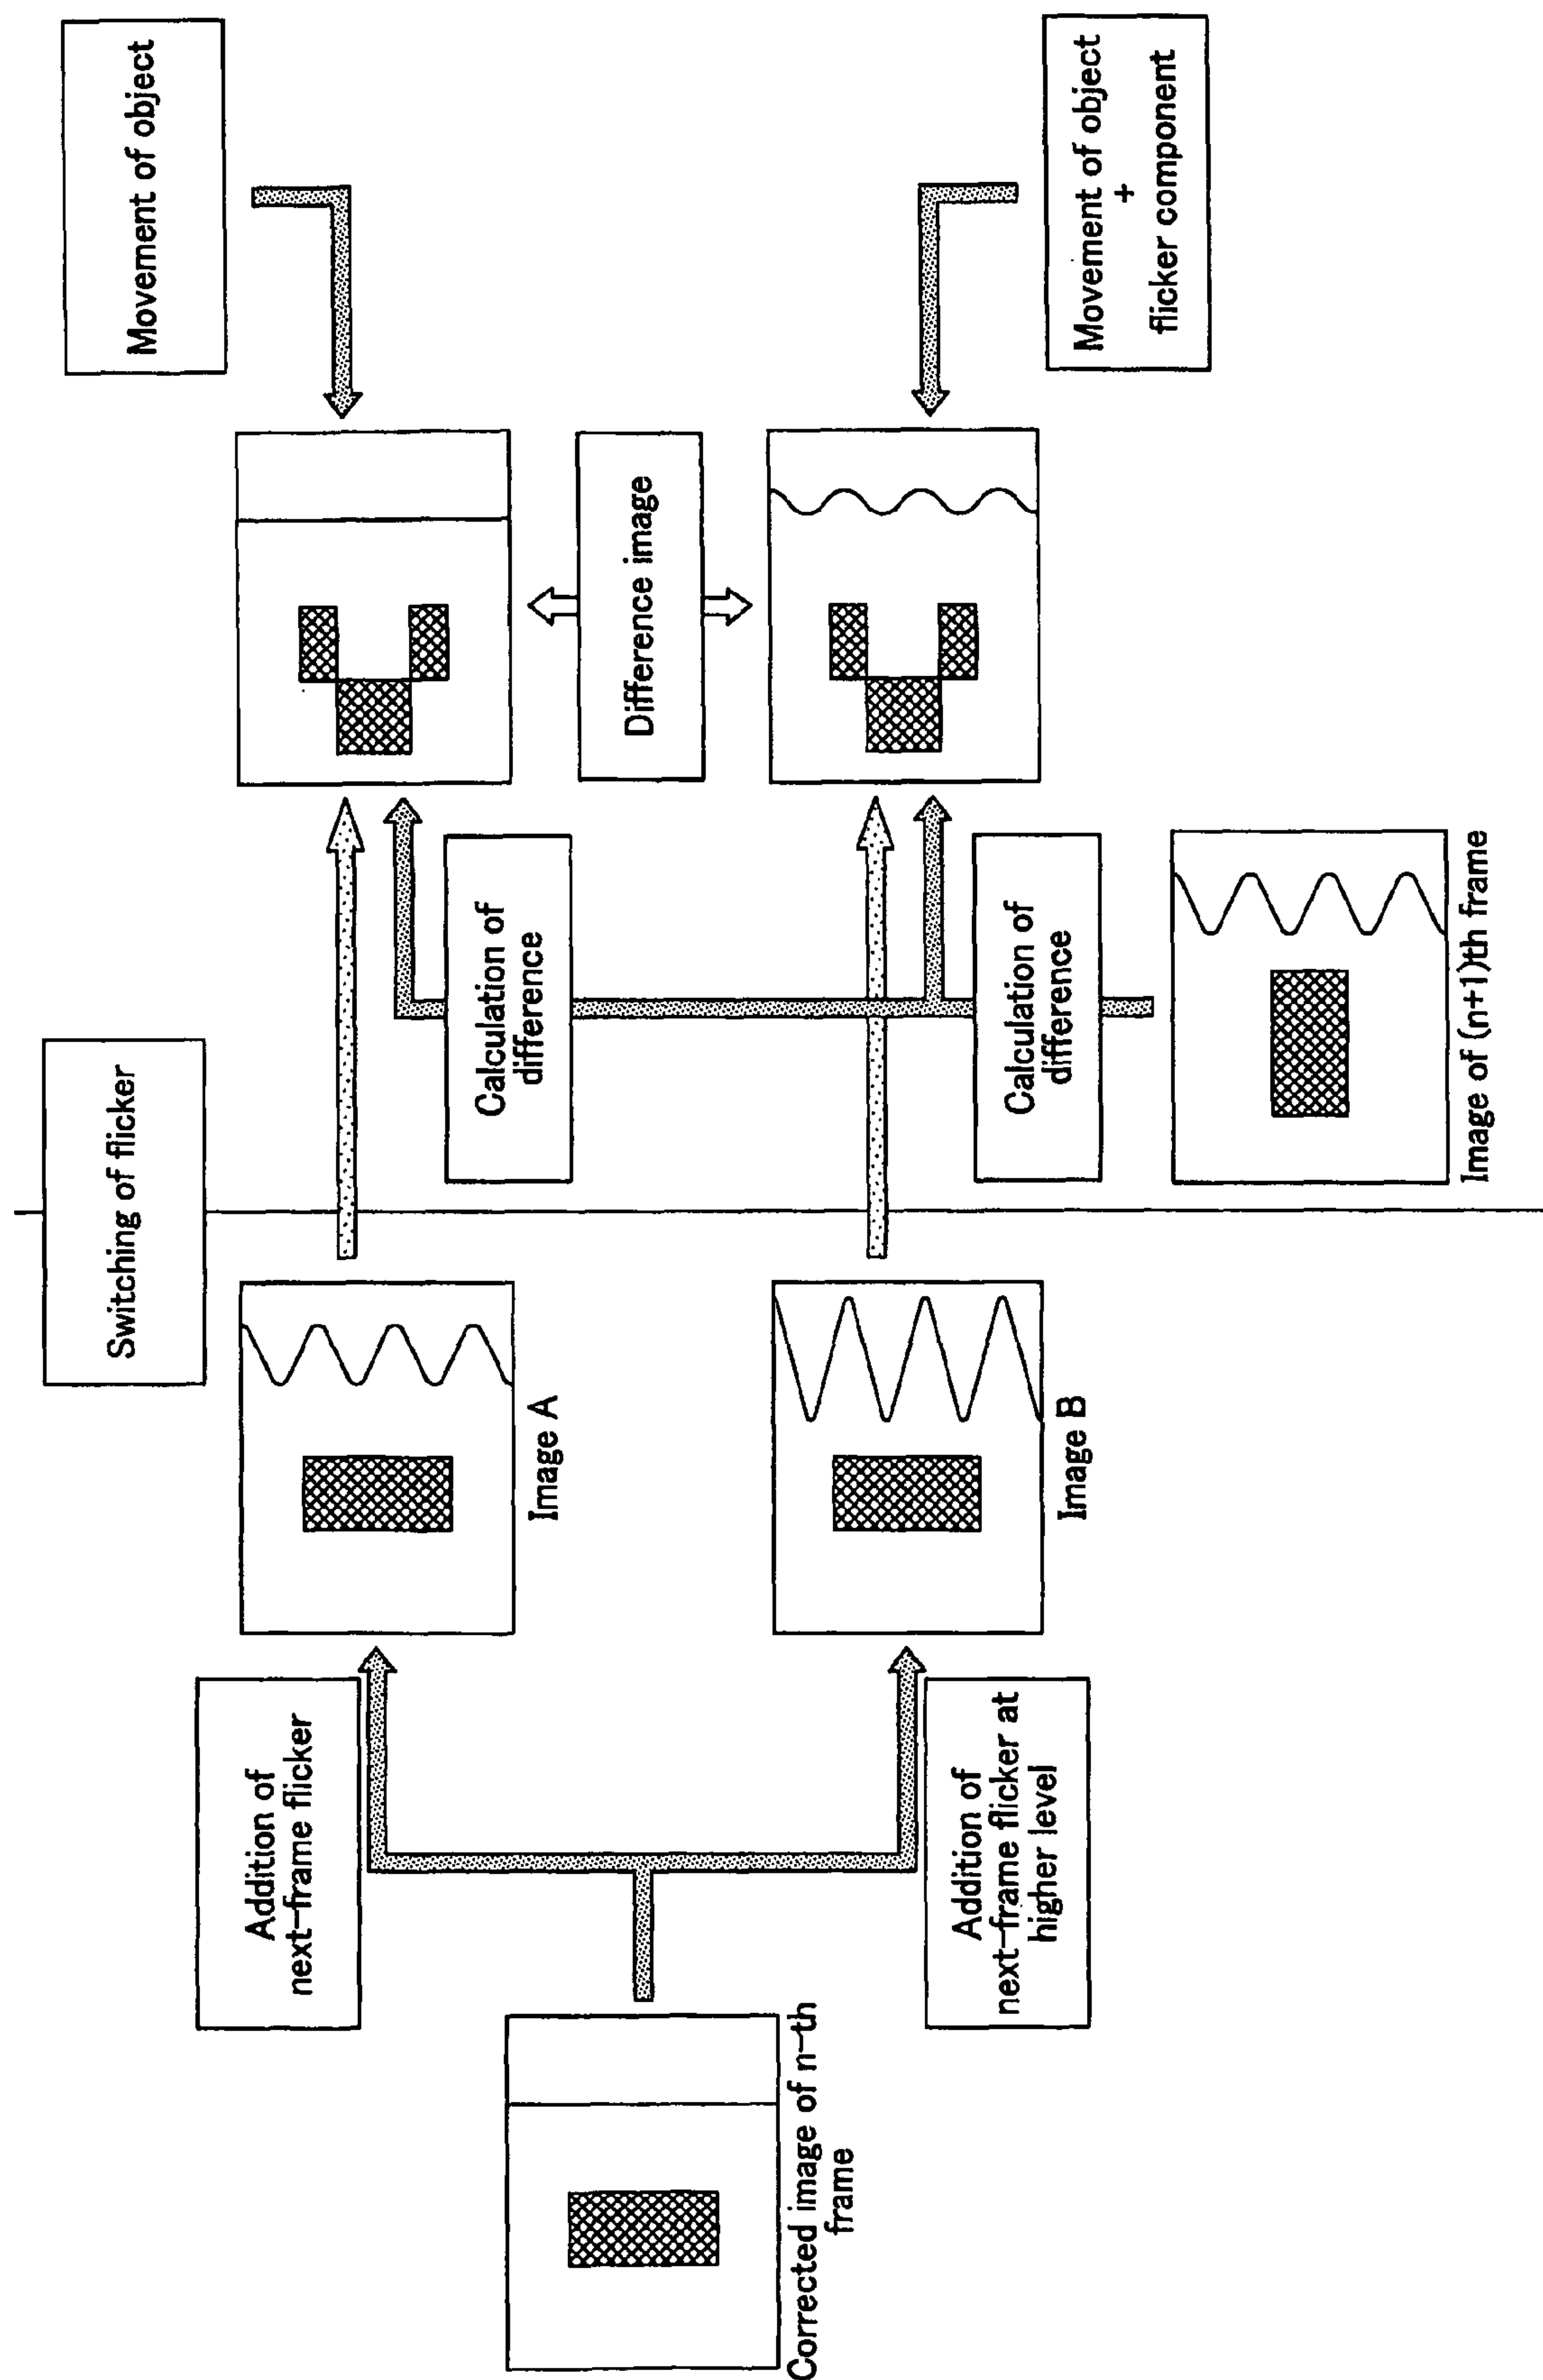 Corrected image of n-th
frame
Addition of
next-frame flicker
Addition of
next-frame flicker at
higher level
Image A
Image B
Switching of flicker
Calculation of
difference
Calculation of
difference
Image of (n+1)th frame
Difference image
Movement of object
Movement of object
+
flicker component